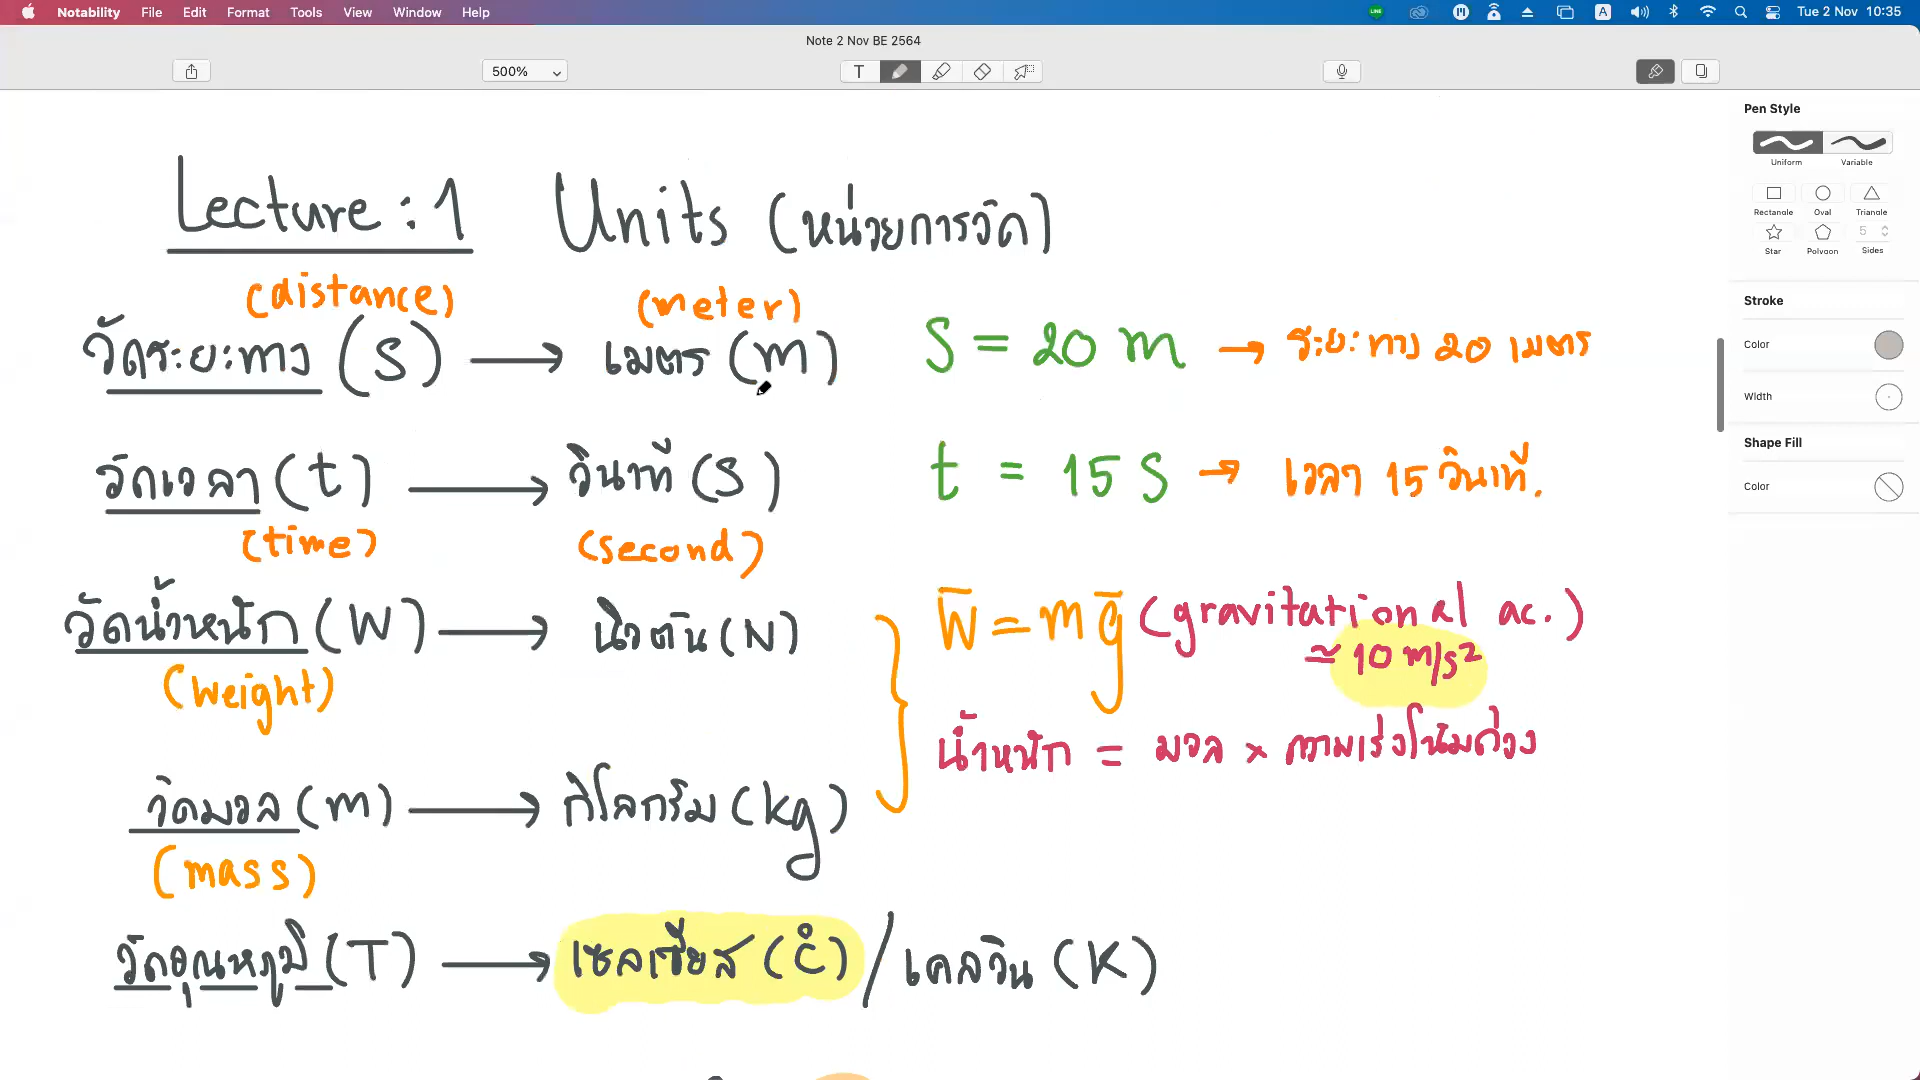 Notability File Edit Format Tools View Window Help Tue 2 Nov 10:35
Note 2 Nov BE 2564
500%
Lecture : 1 Units (หน่วยการวัด)
(distance) (meter)
วัดระยะทาง (S) → เมตร (m) S = 20 m → ระยะทาง 20 เมตร
วัดเวลา (t) → วินาที (S) t = 15 S → เวลา 15 วินาที.
(time) (second)
วัดน้ำหนัก (W) → นิวตัน (N) W̅ = m g̅ (gravitational ac.)
≃ 10 m/s²
(weight)
น้ำหนัก = มวล × ความเร่งโน้มถ่วง
วัดมวล (m) → กิโลกรัม (kg)
(mass)
วัดอุณหภูมิ (T) → เซลเซียส (C̊) / เคลวิน (K)
Pen Style
Uniform Variable
Rectangle Oval Triangle
5
Star Polygon Sides
Stroke
Color
Width
Shape Fill
Color